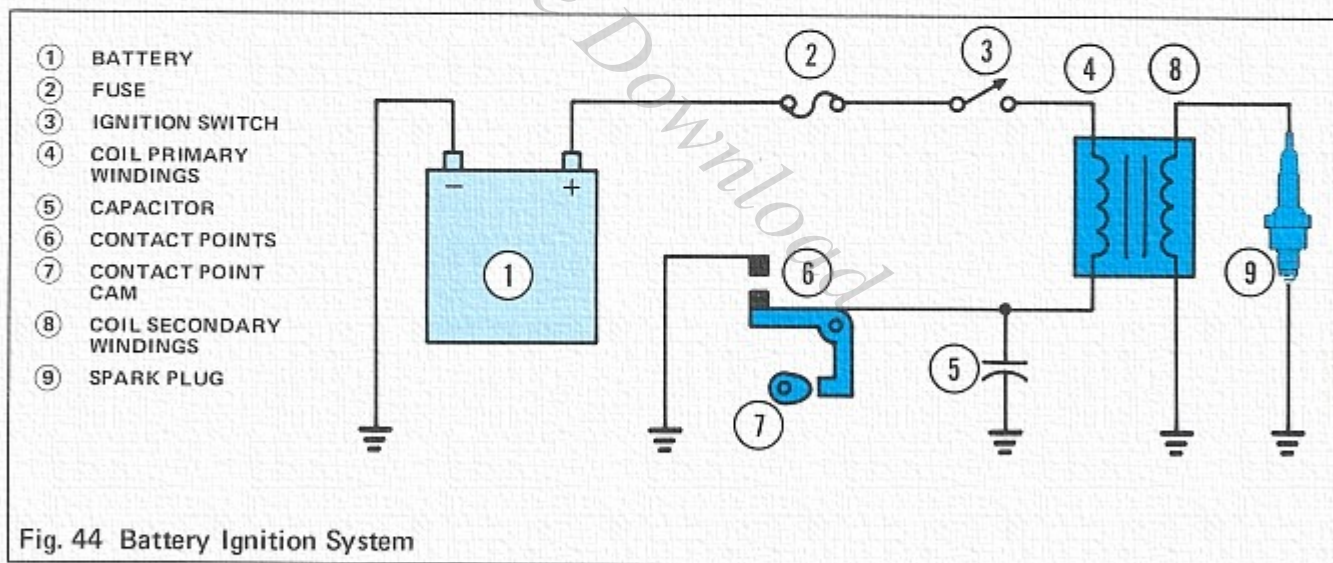 ① BATTERY
② FUSE
③ IGNITION SWITCH
④ COIL PRIMARY
WINDINGS
⑤ CAPACITOR
⑥ CONTACT POINTS
⑦ CONTACT POINT
CAM
⑧ COIL SECONDARY
WINDINGS
⑨ SPARK PLUG
2
3
4
8
− +
1
6
9
5
7
Download
Fig. 44 Battery Ignition System